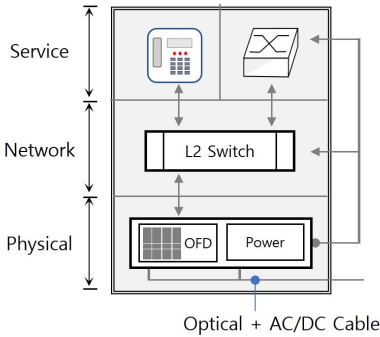 Service
Network
L2 Switch
Physical
OFD
Power
Optical + AC/DC Cable